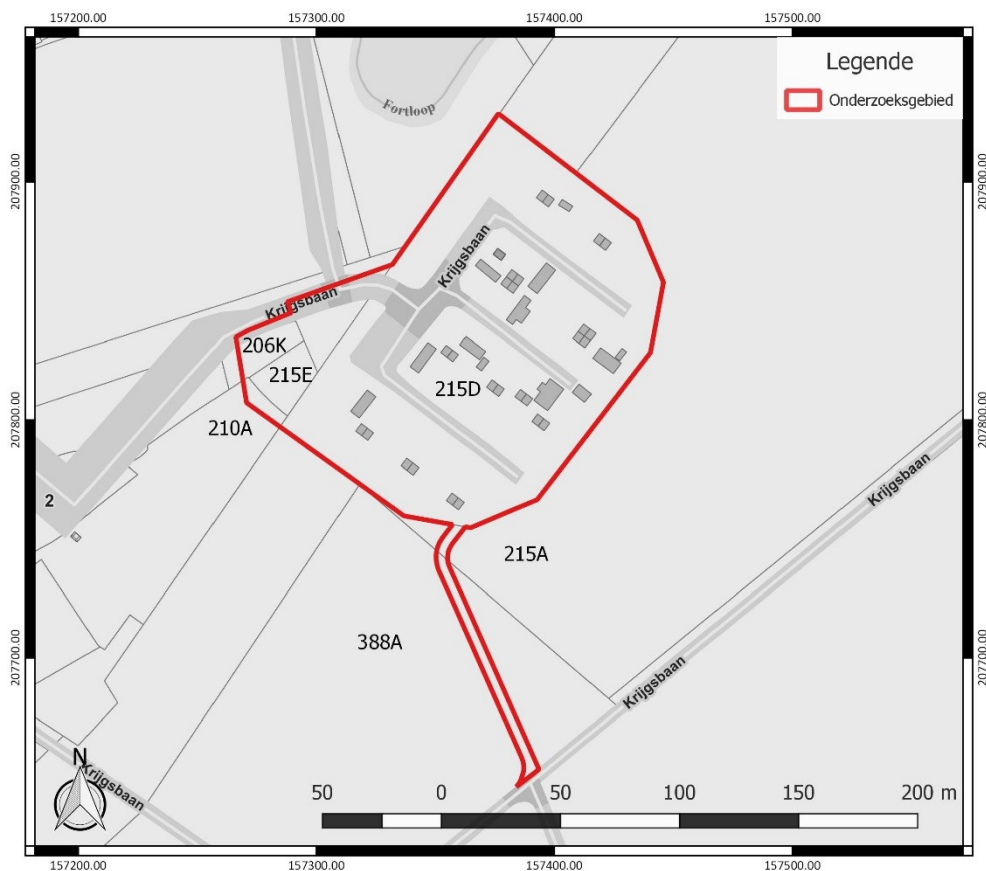 157200.00 157300.00 157400.00 157500.00
Legende
Onderzoeksgebied
Fortloop
207900.00 207900.00
Krijgsbaan
Krijgsbaan
206K
215E
215D
210A
207800.00 207800.00
Krijgsbaan
2
215A
388A
207700.00 207700.00
Krijgsbaan
N
Krijgsbaan
50 0 50 100 150 200 m
157200.00 157300.00 157400.00 157500.00